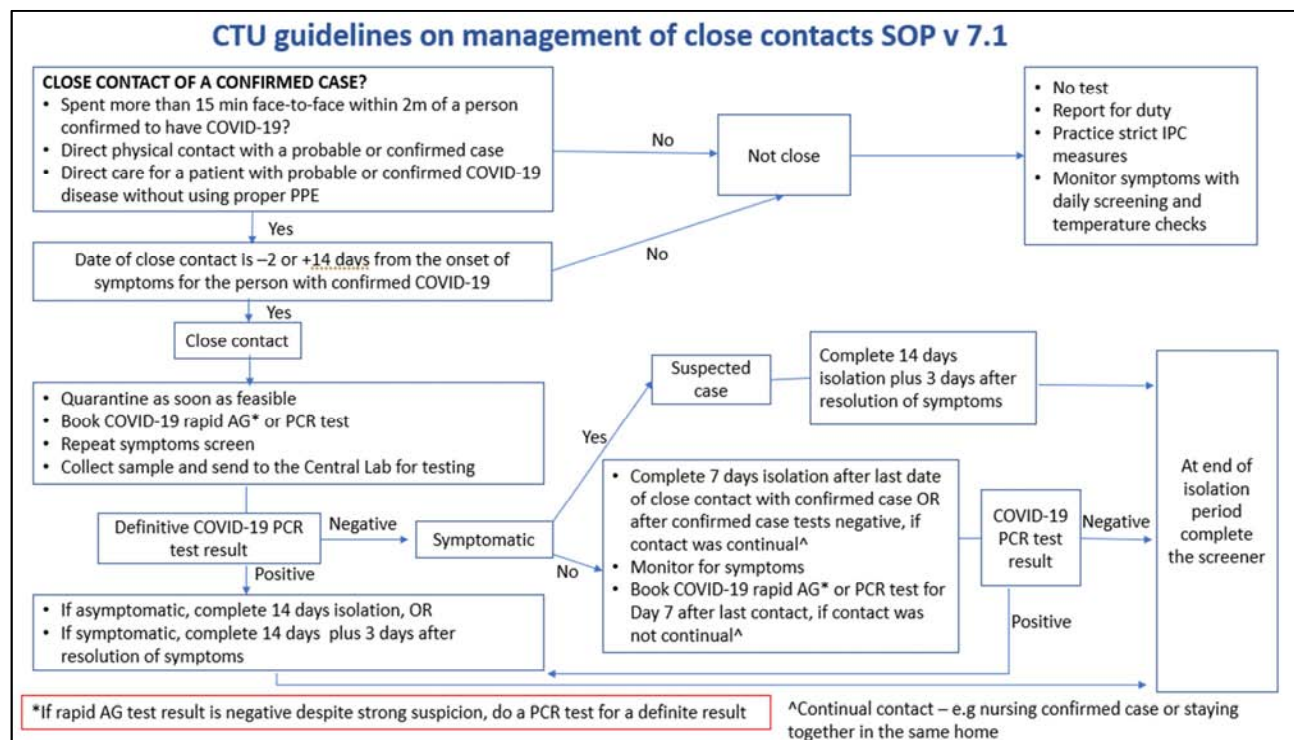 CTU guidelines on management of close contacts SOP v 7.1
CLOSE CONTACT OF A CONFIRMED CASE?
• Spent more than 15 min face-to-face within 2m of a person
confirmed to have COVID-19?
• Direct physical contact with a probable or confirmed case
• Direct care for a patient with probable or confirmed COVID-19
disease without using proper PPE
No
Not close
• No test
• Report for duty
• Practice strict IPC
measures
• Monitor symptoms with
daily screening and
temperature checks
Yes
Date of close contact is –2 or +14 days from the onset of
symptoms for the person with confirmed COVID-19
No
Yes
Close contact
• Quarantine as soon as feasible
• Book COVID-19 rapid AG* or PCR test
• Repeat symptoms screen
• Collect sample and send to the Central Lab for testing
Definitive COVID-19 PCR
test result
Negative
Symptomatic
Yes
Suspected
case
Complete 14 days
isolation plus 3 days after
resolution of symptoms
No
• Complete 7 days isolation after last date
of close contact with confirmed case OR
after confirmed case tests negative, if
contact was continual^
• Monitor for symptoms
• Book COVID-19 rapid AG* or PCR test for
Day 7 after last contact, if contact was
not continual^
COVID-19
PCR test
result
Negative
Positive
At end of
isolation
period
complete
the screener
Positive
• If asymptomatic, complete 14 days isolation, OR
• If symptomatic, complete 14 days plus 3 days after
resolution of symptoms
*If rapid AG test result is negative despite strong suspicion, do a PCR test for a definite result
^Continual contact – e.g nursing confirmed case or staying
together in the same home